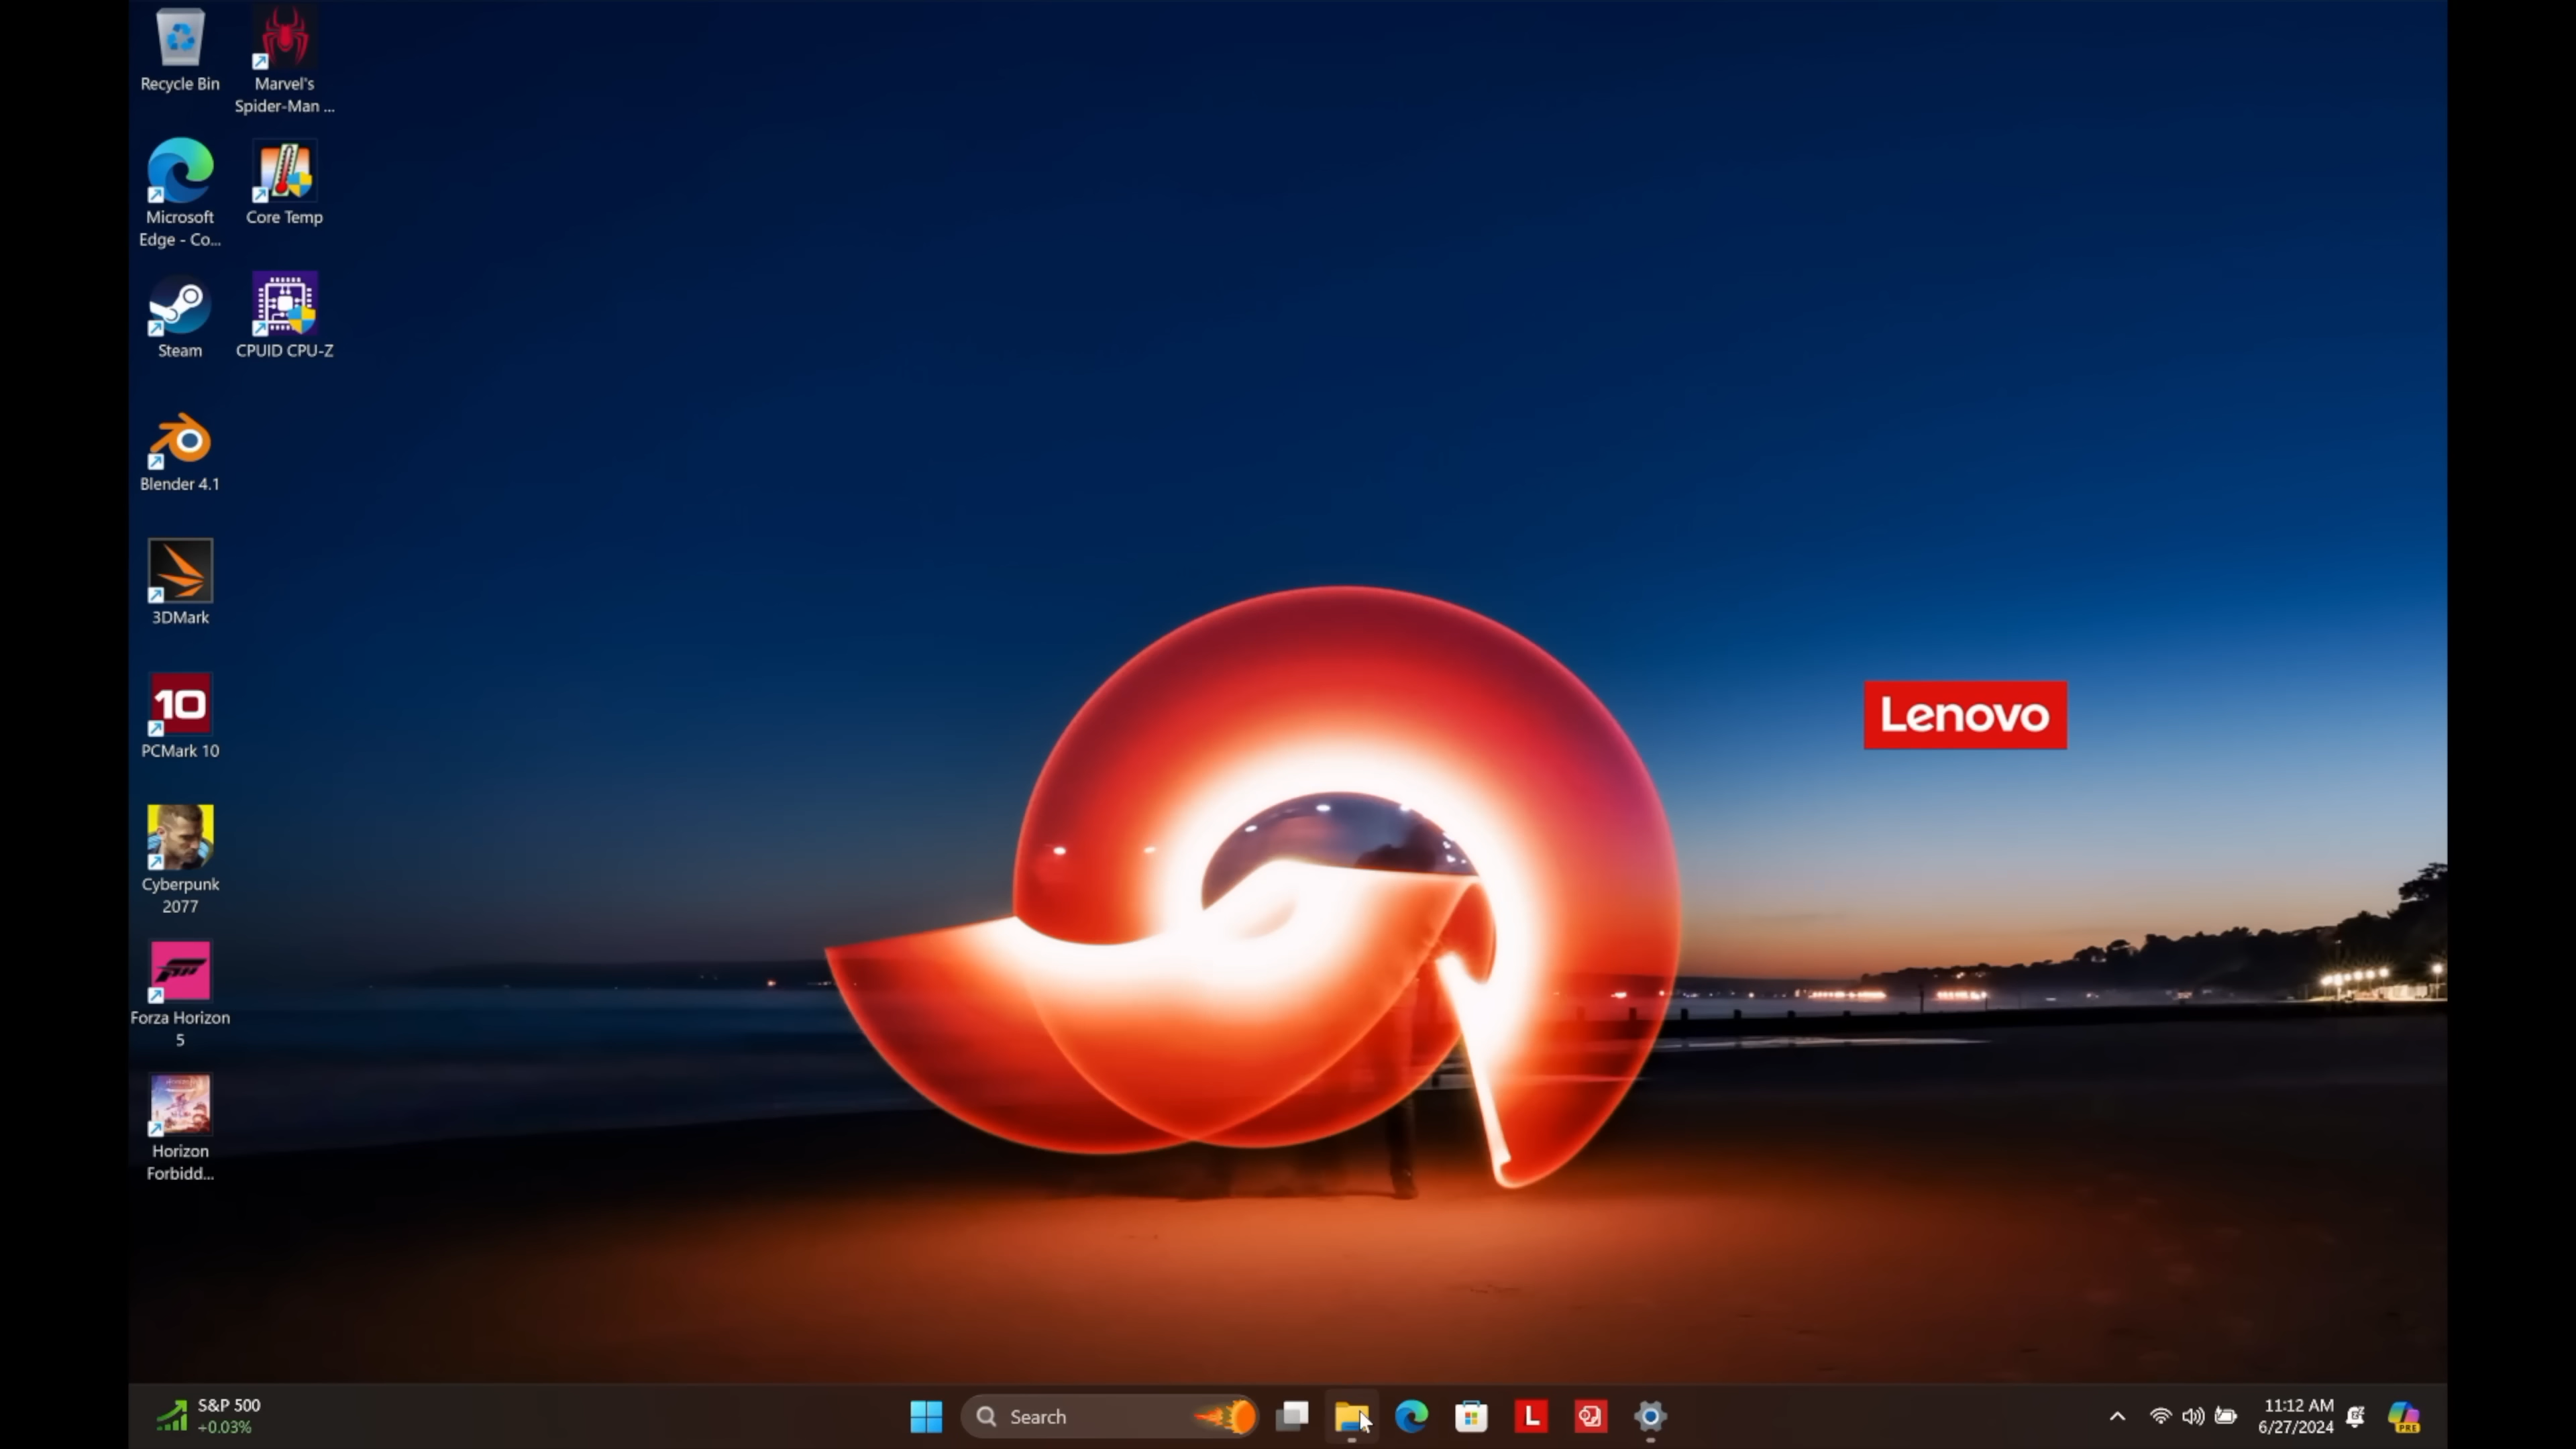 Recycle Bin
Marvel's
Spider-Man ...
Microsoft
Edge - Co...
Core Temp
Steam
CPUID CPU-Z
Blender 4.1
3DMark
10
PCMark 10
Cyberpunk
2077
Forza Horizon
5
Horizon
Forbidd...
Lenovo
S&P 500
+0.03%
Search
L
11:12 AM
6/27/2024
PRE